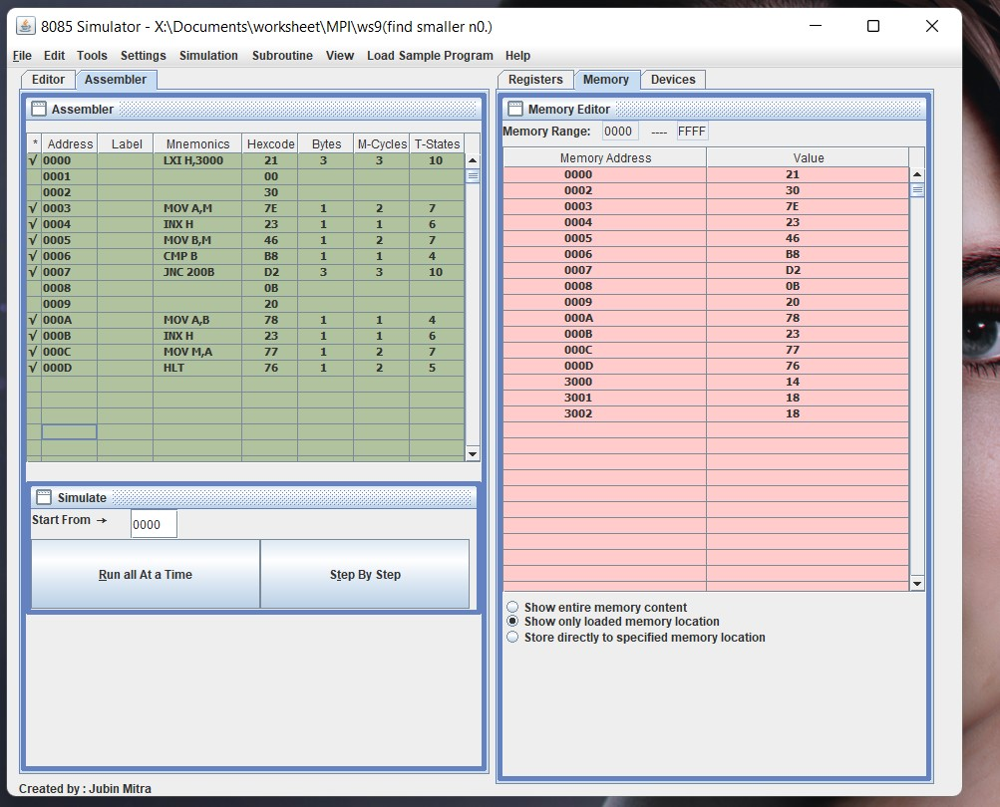 8085 Simulator - X:\Documents\worksheet\MPI\ws9(find smaller n0.)
File Edit Tools Settings Simulation Subroutine View Load Sample Program Help
Editor Assembler
Assembler
* Address Label Mnemonics Hexcode Bytes M-Cycles T-States
√ 0000 LXI H,3000 21 3 3 10
0001 00
0002 30
√ 0003 MOV A,M 7E 1 2 7
√ 0004 INX H 23 1 1 6
√ 0005 MOV B,M 46 1 2 7
√ 0006 CMP B B8 1 1 4
√ 0007 JNC 200B D2 3 3 10
0008 0B
0009 20
√ 000A MOV A,B 78 1 1 4
√ 000B INX H 23 1 1 6
√ 000C MOV M,A 77 1 2 7
√ 000D HLT 76 1 2 5
Simulate
Start From → 0000
Run all At a Time Step By Step
Created by : Jubin Mitra
Registers Memory Devices
Memory Editor
Memory Range: 0000 ---- FFFF
Memory Address Value
0000 21
0002 30
0003 7E
0004 23
0005 46
0006 B8
0007 D2
0008 0B
0009 20
000A 78
000B 23
000C 77
000D 76
3000 14
3001 18
3002 18
Show entire memory content
Show only loaded memory location
Store directly to specified memory location